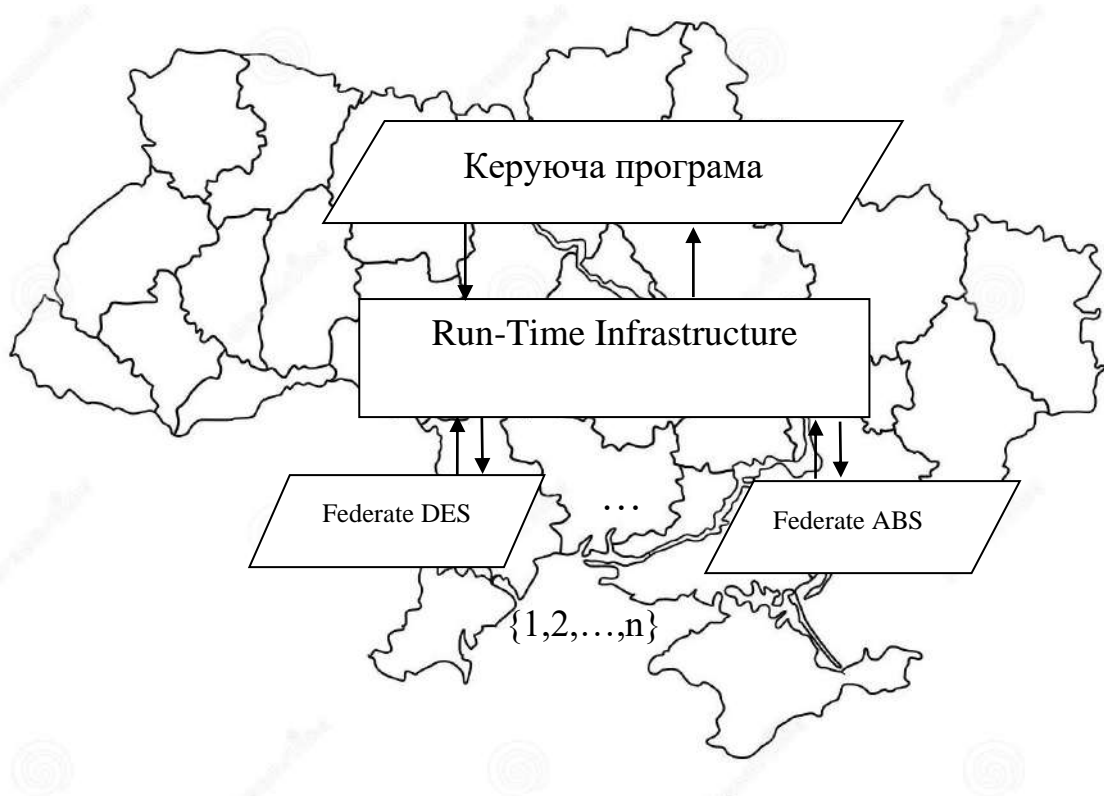 Керуюча програма
Run-Time Infrastructure
Federate DES
…
Federate ABS
{1,2,…,n}